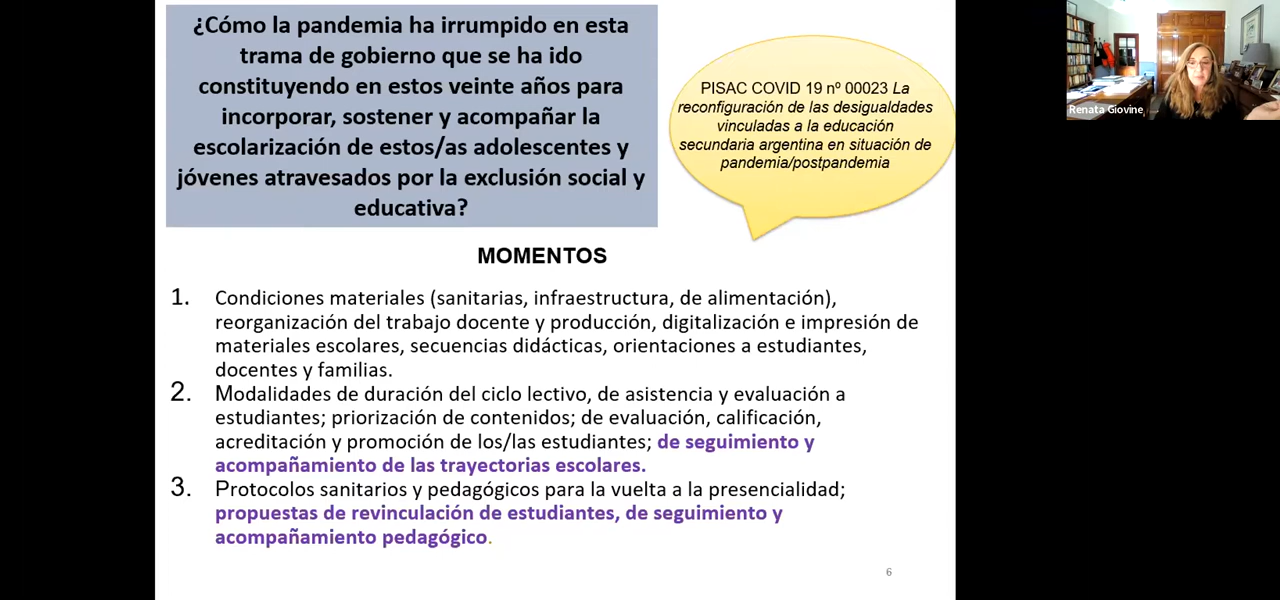 ¿Cómo la pandemia ha irrumpido en esta
trama de gobierno que se ha ido
constituyendo en estos veinte años para
incorporar, sostener y acompañar la
escolarización de estos/as adolescentes y
jóvenes atravesados por la exclusión social y
educativa?
PISAC COVID 19 nº 00023 La
reconfiguración de las desigualdades
vinculadas a la educación
secundaria argentina en situación de
pandemia/postpandemia
Renata Giovine
MOMENTOS
1. Condiciones materiales (sanitarias, infraestructura, de alimentación),
reorganización del trabajo docente y producción, digitalización e impresión de
materiales escolares, secuencias didácticas, orientaciones a estudiantes,
docentes y familias.
2. Modalidades de duración del ciclo lectivo, de asistencia y evaluación a
estudiantes; priorización de contenidos; de evaluación, calificación,
acreditación y promoción de los/las estudiantes; de seguimiento y
acompañamiento de las trayectorias escolares.
3. Protocolos sanitarios y pedagógicos para la vuelta a la presencialidad;
propuestas de revinculación de estudiantes, de seguimiento y
acompañamiento pedagógico.
6